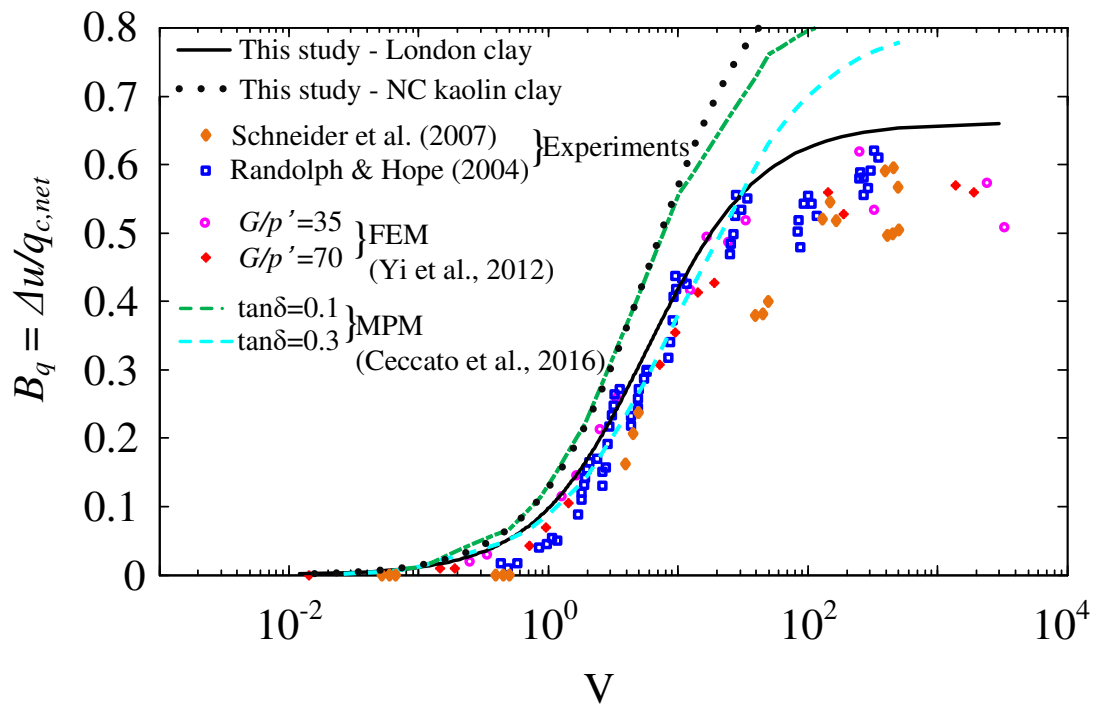 0.8
0.7
0.6
0.5
0.4
0.3
0.2
0.1
0
B_q = Δu/q_{c,net}
This study - London clay
This study - NC kaolin clay
Schneider et al. (2007)
Randolph & Hope (2004)
}Experiments
G/p'=35
G/p'=70
}FEM
(Yi et al., 2012)
tanδ=0.1
tanδ=0.3
}MPM
(Ceccato et al., 2016)
10^{-2} 10^{0} 10^{2} 10^{4}
V